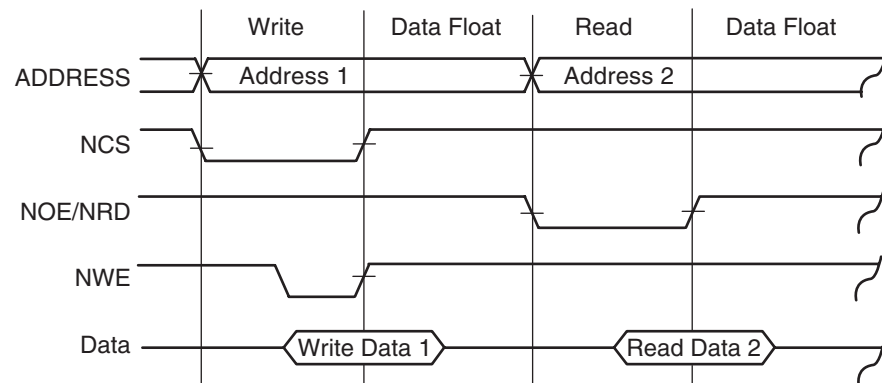 Write Data Float Read Data Float
ADDRESS Address 1 Address 2
NCS
NOE/NRD
NWE
Data Write Data 1 Read Data 2